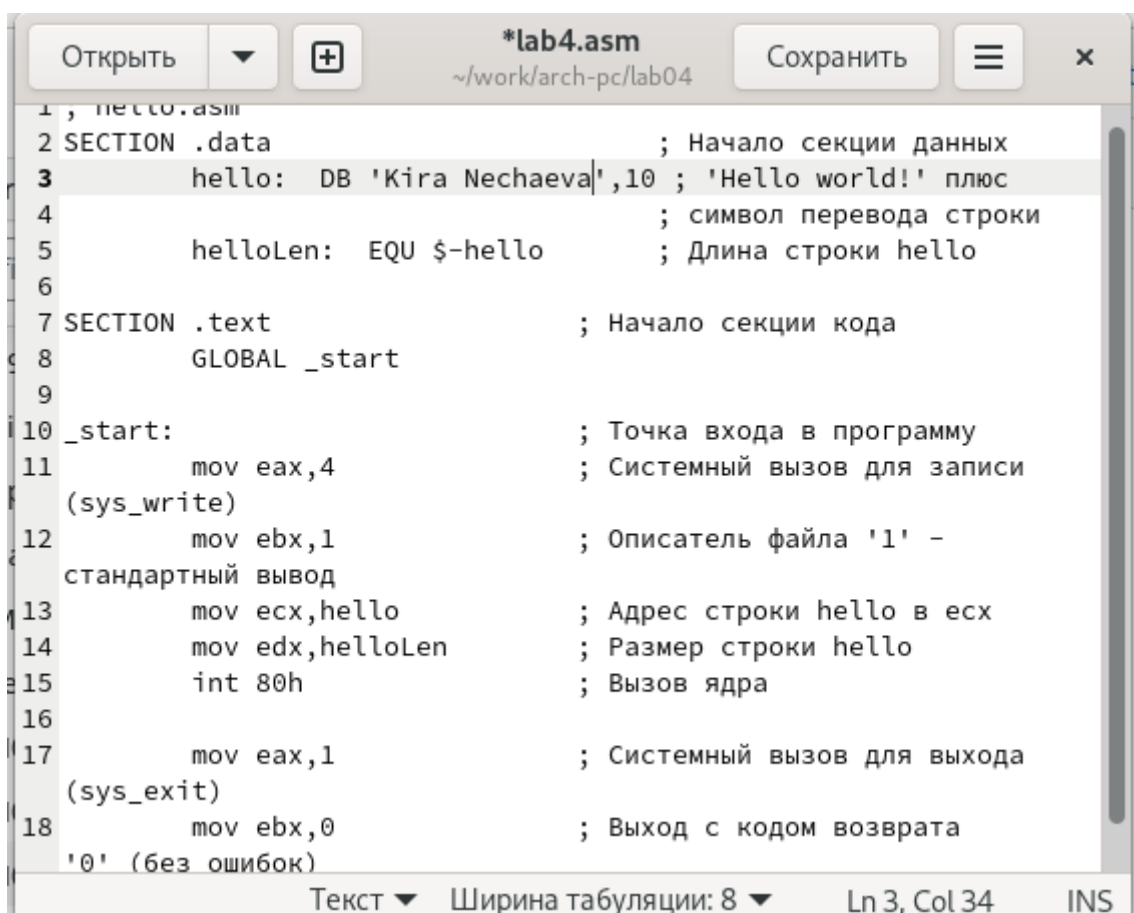 Открыть
*lab4.asm
~/work/arch-pc/lab04
Сохранить
1 ; hello.asm
2 SECTION .data ; Начало секции данных
3 hello: DB 'Kira Nechaeva',10 ; 'Hello world!' плюс
4 ; символ перевода строки
5 helloLen: EQU $-hello ; Длина строки hello
6
7 SECTION .text ; Начало секции кода
8 GLOBAL _start
9
10 _start: ; Точка входа в программу
11 mov eax,4 ; Системный вызов для записи
(sys_write)
12 mov ebx,1 ; Описатель файла '1' -
стандартный вывод
13 mov ecx,hello ; Адрес строки hello в ecx
14 mov edx,helloLen ; Размер строки hello
15 int 80h ; Вызов ядра
16
17 mov eax,1 ; Системный вызов для выхода
(sys_exit)
18 mov ebx,0 ; Выход с кодом возврата
'0' (без ошибок)
Текст Ширина табуляции: 8 Ln 3, Col 34 INS